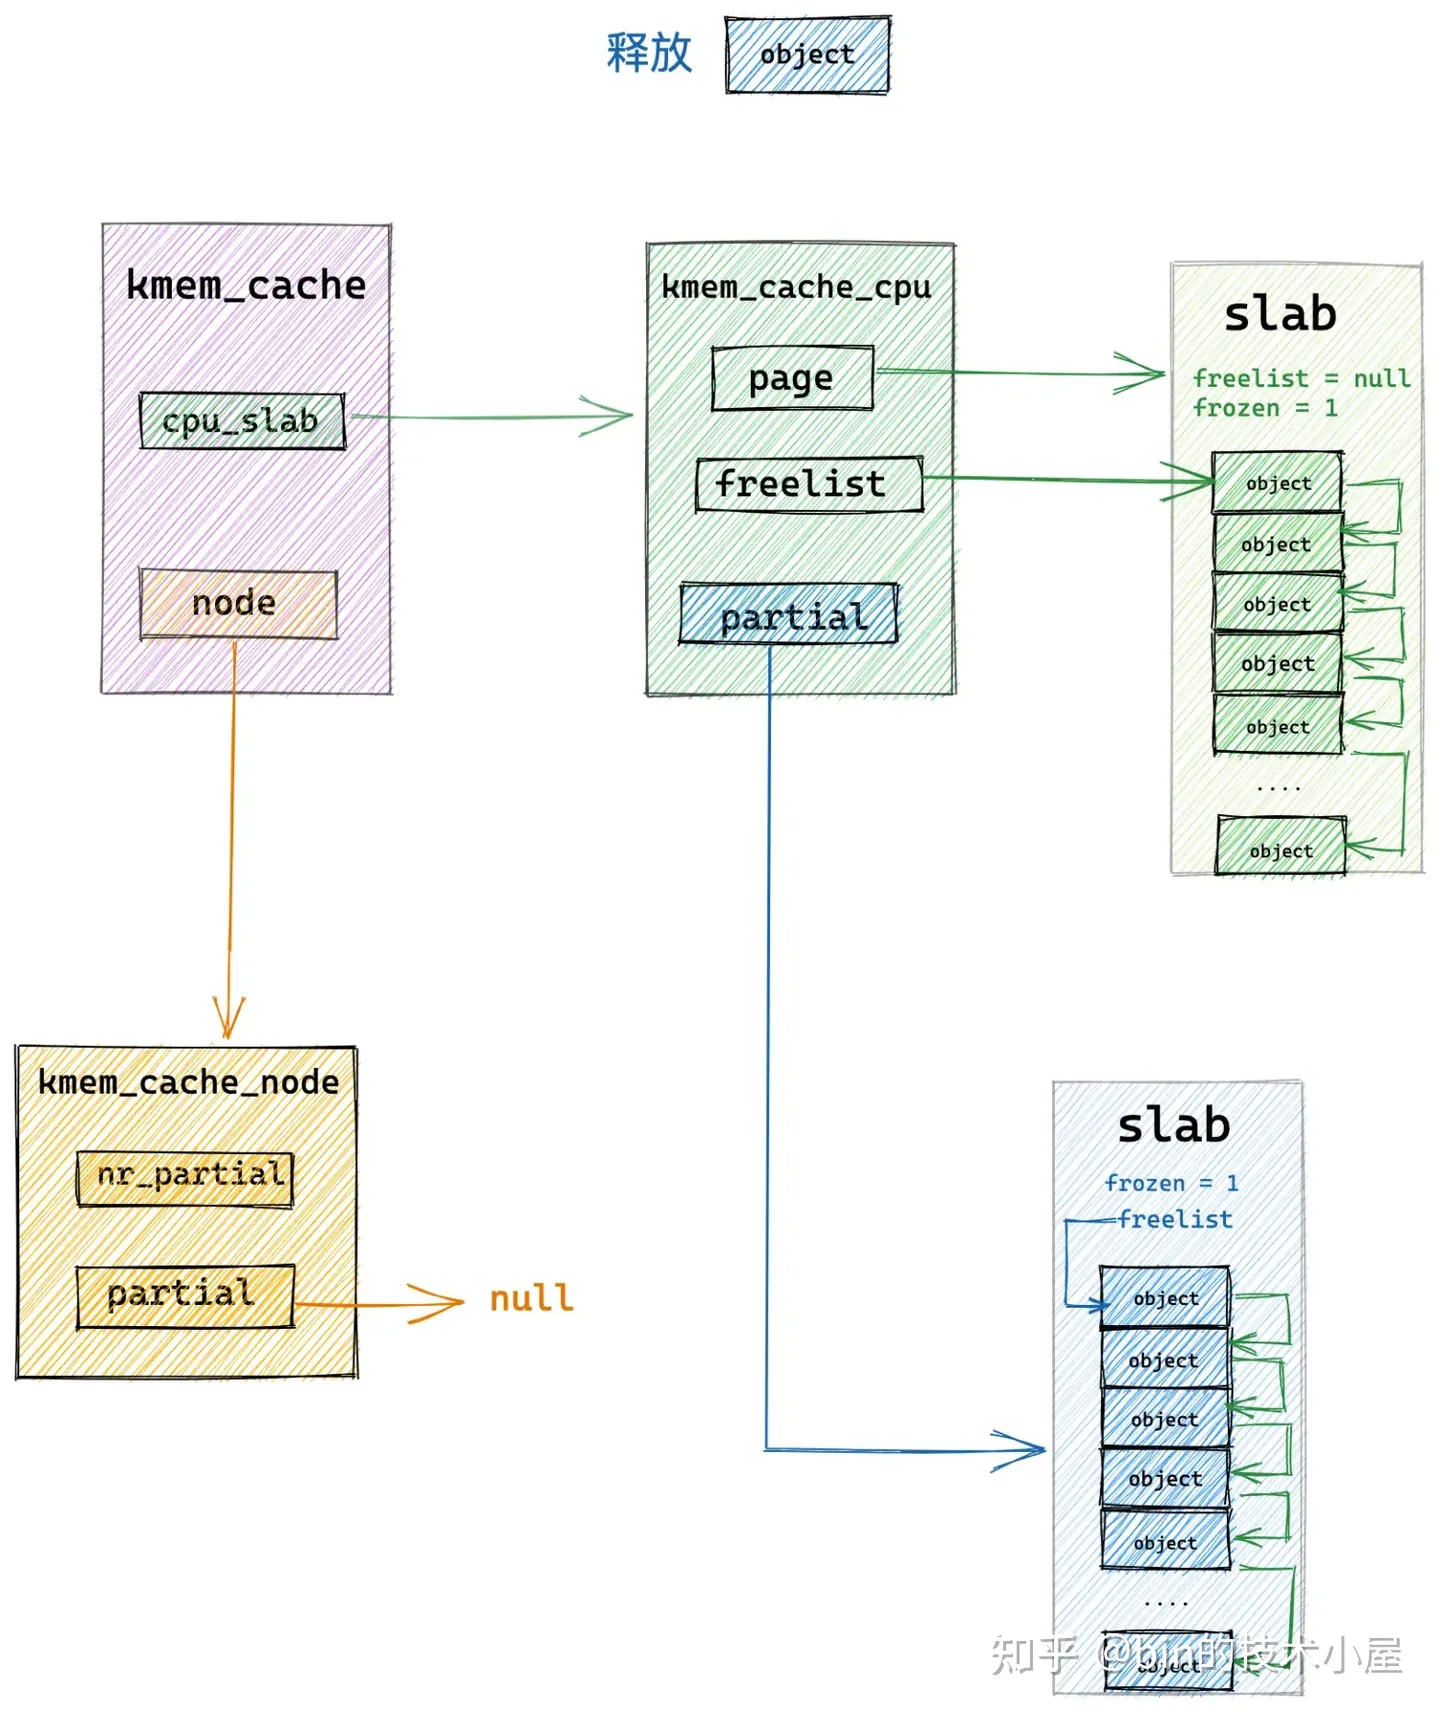 释放
object
kmem_cache
cpu_slab
node
kmem_cache_cpu
page
freelist
partial
slab
freelist = null
frozen = 1
object
object
object
object
object
....
object
kmem_cache_node
nr_partial
partial
null
slab
frozen = 1
freelist
object
object
object
object
object
....
object
知乎 @bin的技术小屋